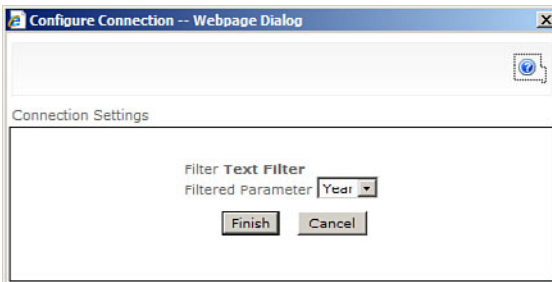 Configure Connection -- Webpage Dialog
Connection Settings
Filter Text Filter
Filtered Parameter Year
Finish Cancel